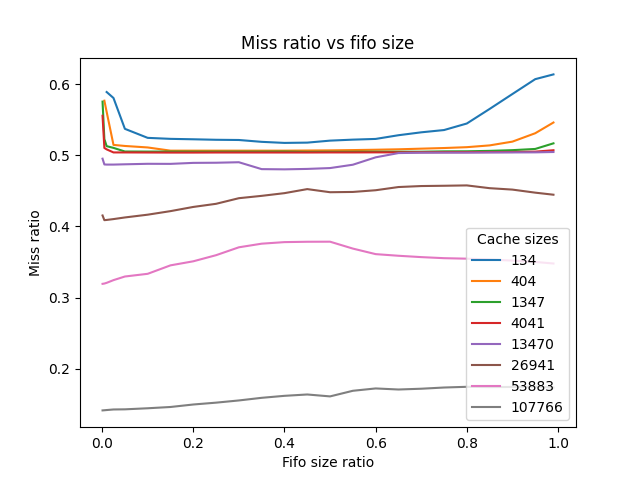 Miss ratio vs fifo size
Miss ratio
0.6
0.5
0.4
0.3
0.2
Cache sizes
134
404
1347
4041
13470
26941
53883
107766
0.0 0.2 0.4 0.6 0.8 1.0
Fifo size ratio